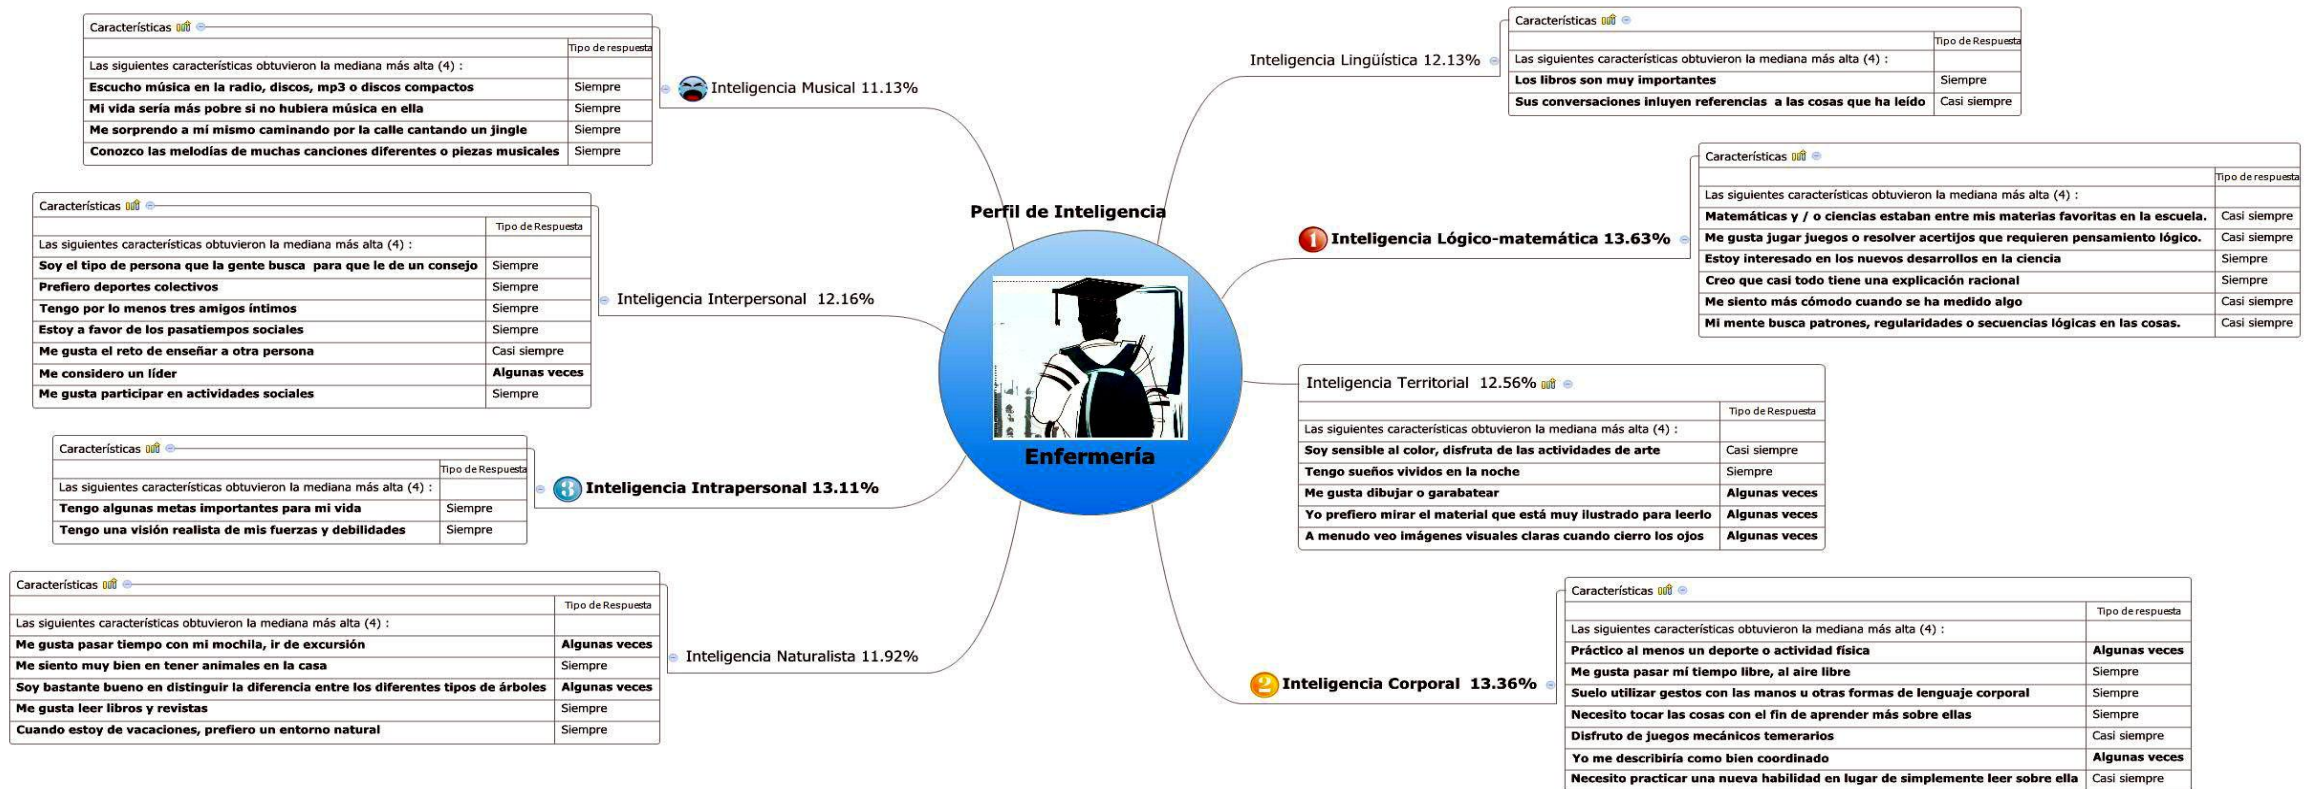 Perfil de Inteligencia
Enfermería
Inteligencia Musical 11.13%
Características
Tipo de respuesta
Las siguientes características obtuvieron la mediana más alta (4) :
Escucho música en la radio, discos, mp3 o discos compactos Siempre
Mi vida sería más pobre si no hubiera música en ella Siempre
Me sorprendo a mí mismo caminando por la calle cantando un jingle Siempre
Conozco las melodías de muchas canciones diferentes o piezas musicales Siempre
Inteligencia Interpersonal 12.16%
Características
Tipo de Respuesta
Las siguientes características obtuvieron la mediana más alta (4) :
Soy el tipo de persona que la gente busca para que le de un consejo Siempre
Prefiero deportes colectivos Siempre
Tengo por lo menos tres amigos íntimos Siempre
Estoy a favor de los pasatiempos sociales Siempre
Me gusta el reto de enseñar a otra persona Casi siempre
Me considero un líder Algunas veces
Me gusta participar en actividades sociales Siempre
3 Inteligencia Intrapersonal 13.11%
Características
Tipo de Respuesta
Las siguientes características obtuvieron la mediana más alta (4) :
Tengo algunas metas importantes para mi vida Siempre
Tengo una visión realista de mis fuerzas y debilidades Siempre
Inteligencia Naturalista 11.92%
Características
Tipo de Respuesta
Las siguientes características obtuvieron la mediana más alta (4) :
Me gusta pasar tiempo con mi mochila, ir de excursión Algunas veces
Me siento muy bien en tener animales en la casa Siempre
Soy bastante bueno en distinguir la diferencia entre los diferentes tipos de árboles Algunas veces
Me gusta leer libros y revistas Siempre
Cuando estoy de vacaciones, prefiero un entorno natural Siempre
Inteligencia Lingüística 12.13%
Características
Tipo de Respuesta
Las siguientes características obtuvieron la mediana más alta (4) :
Los libros son muy importantes Siempre
Sus conversaciones inluyen referencias a las cosas que ha leído Casi siempre
1 Inteligencia Lógico-matemática 13.63%
Características
Tipo de respuesta
Las siguientes características obtuvieron la mediana más alta (4) :
Matemáticas y / o ciencias estaban entre mis materias favoritas en la escuela. Casi siempre
Me gusta jugar juegos o resolver acertijos que requieren pensamiento lógico. Casi siempre
Estoy interesado en los nuevos desarrollos en la ciencia Siempre
Creo que casi todo tiene una explicación racional Siempre
Me siento más cómodo cuando se ha medido algo Casi siempre
Mi mente busca patrones, regularidades o secuencias lógicas en las cosas. Casi siempre
Inteligencia Territorial 12.56%
Tipo de Respuesta
Las siguientes características obtuvieron la mediana más alta (4) :
Soy sensible al color, disfruta de las actividades de arte Casi siempre
Tengo sueños vividos en la noche Siempre
Me gusta dibujar o garabatear Algunas veces
Yo prefiero mirar el material que está muy ilustrado para leerlo Algunas veces
A menudo veo imágenes visuales claras cuando cierro los ojos Algunas veces
2 Inteligencia Corporal 13.36%
Características
Tipo de respuesta
Las siguientes características obtuvieron la mediana más alta (4) :
Práctico al menos un deporte o actividad física Algunas veces
Me gusta pasar mí tiempo libre, al aire libre Siempre
Suelo utilizar gestos con las manos u otras formas de lenguaje corporal Siempre
Necesito tocar las cosas con el fin de aprender más sobre ellas Siempre
Disfruto de juegos mecánicos temerarios Casi siempre
Yo me describiría como bien coordinado Algunas veces
Necesito practicar una nueva habilidad en lugar de simplemente leer sobre ella Casi siempre